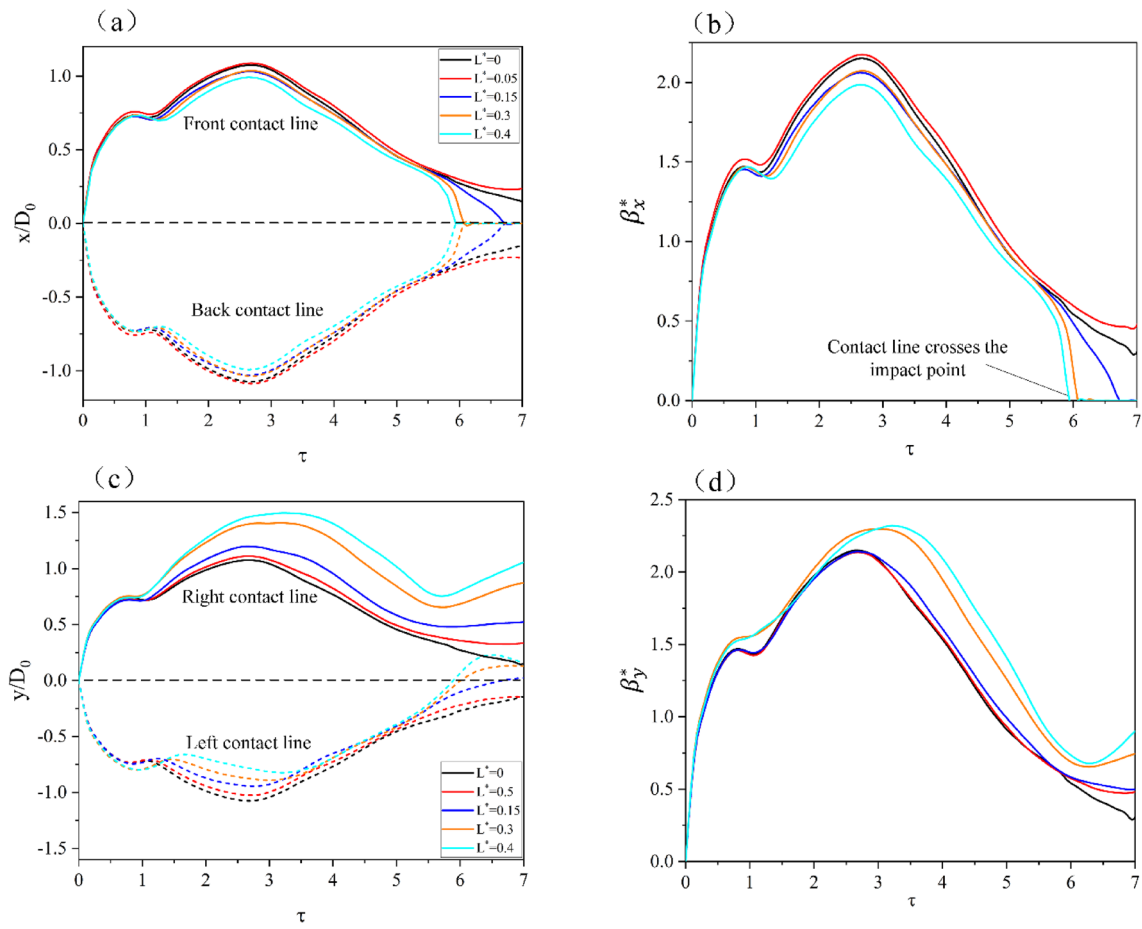 （a）
1.0
0.5
0.0
-0.5
-1.0
x/D0
0
1
2
3
4
5
6
7
τ
L*=0
L*=0.05
L*=0.15
L*=0.3
L*=0.4
Front contact line
Back contact line
（b）
2.0
1.5
1.0
0.5
0.0
β*x
0
1
2
3
4
5
6
7
τ
Contact line crosses the
impact point
（c）
1.5
1.0
0.5
0.0
-0.5
-1.0
-1.5
y/D0
0
1
2
3
4
5
6
7
τ
Right contact line
Left contact line
L*=0
L*=0.5
L*=0.15
L*=0.3
L*=0.4
（d）
2.5
2.0
1.5
1.0
0.5
0.0
β*y
0
1
2
3
4
5
6
7
τ